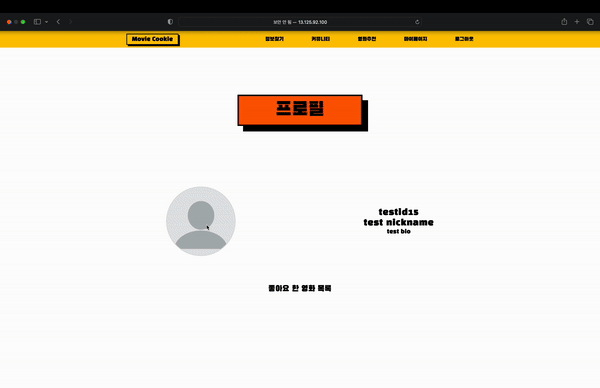 보안 안 됨 — 13.125.92.100
Movie Cookie
정보찾기 커뮤니티 영화추천 마이페이지 로그아웃
프로필
testid15
test nickname
test bio
좋아요 한 영화 목록